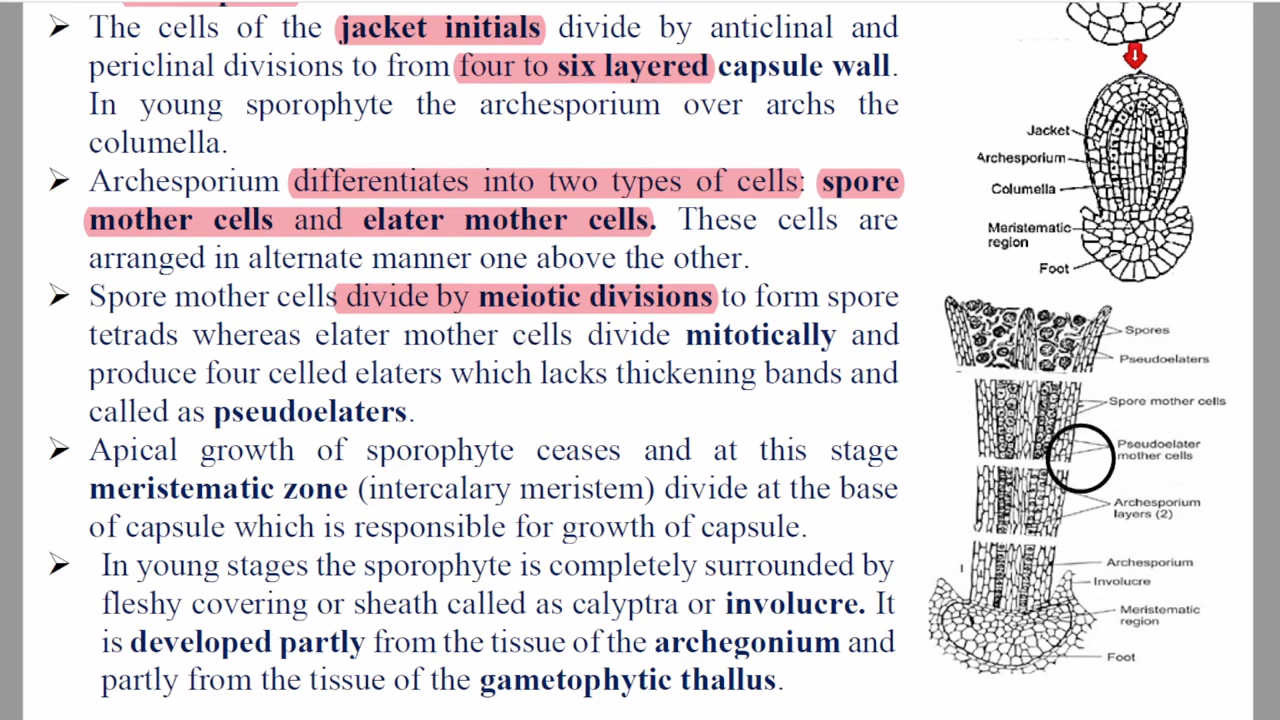 ➢ The cells of the jacket initials divide by anticlinal and
periclinal divisions to from four to six layered capsule wall.
In young sporophyte the archesporium over archs the
columella.
➢ Archesporium differentiates into two types of cells: spore
mother cells and elater mother cells. These cells are
arranged in alternate manner one above the other.
➢ Spore mother cells divide by meiotic divisions to form spore
tetrads whereas elater mother cells divide mitotically and
produce four celled elaters which lacks thickening bands and
called as pseudoelaters.
➢ Apical growth of sporophyte ceases and at this stage
meristematic zone (intercalary meristem) divide at the base
of capsule which is responsible for growth of capsule.
➢ In young stages the sporophyte is completely surrounded by
fleshy covering or sheath called as calyptra or involucre. It
is developed partly from the tissue of the archegonium and
partly from the tissue of the gametophytic thallus.
Jacket
Archesporium
Columella
Meristematic
region
Foot
Spores
Pseudoelaters
Spore mother cells
Pseudoelater
mother cells
Archesporium
layers (2)
Archesporium
Involucre
Meristematic
region
Foot